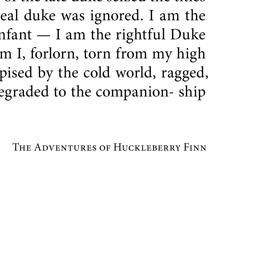 eal duke was ignored. I am the
nfant — I am the rightful Duke
m I, forlorn, torn from my high
pised by the cold world, ragged,
egraded to the companion- ship
The Adventures of Huckleberry Finn